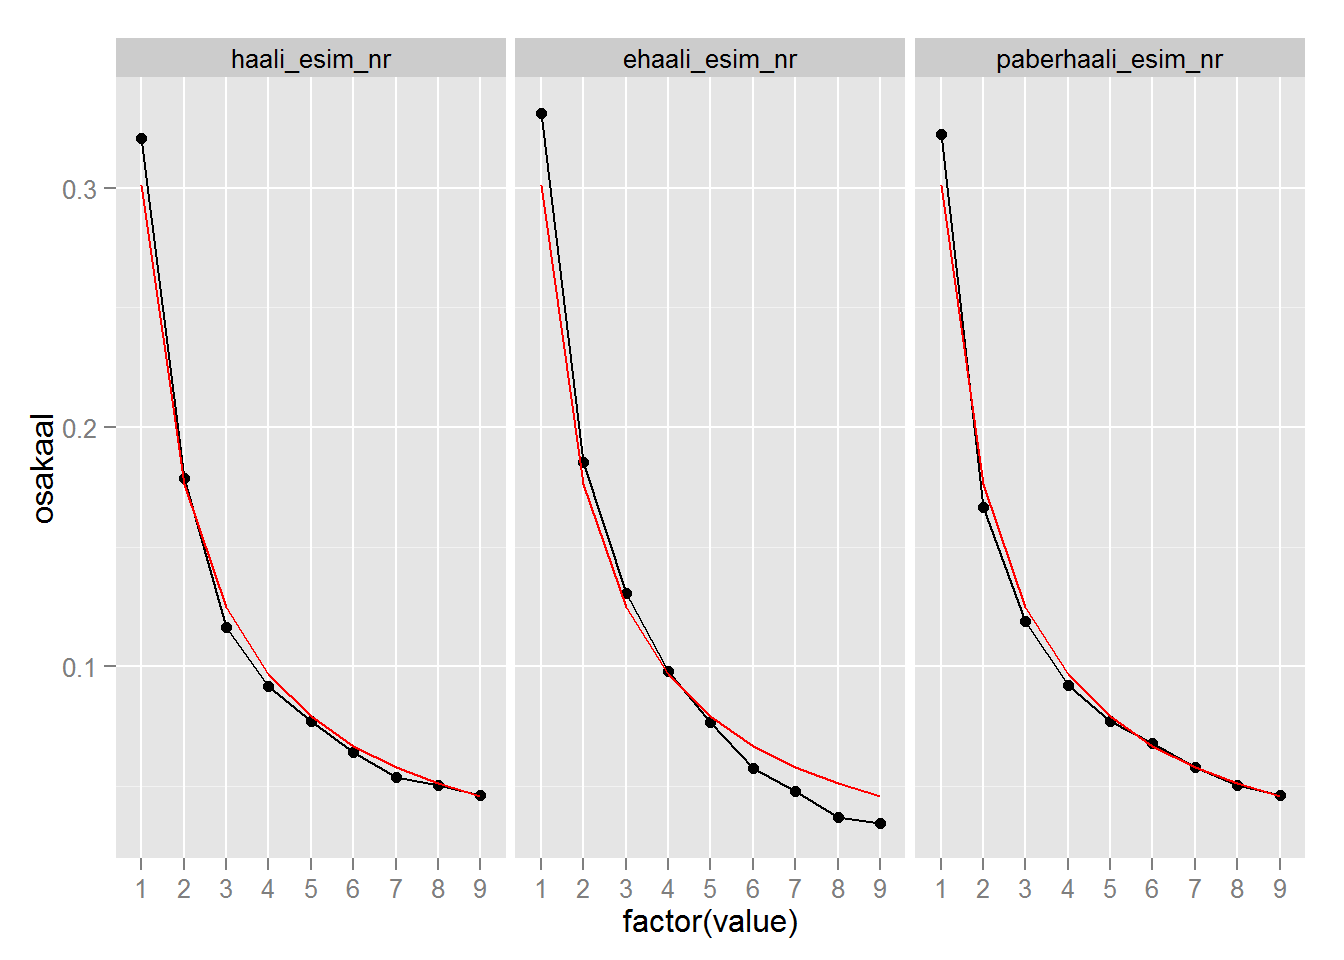 haali_esim_nr ehaali_esim_nr paberhaali_esim_nr
osakaal
0.3
0.2
0.1
1 2 3 4 5 6 7 8 9 1 2 3 4 5 6 7 8 9 1 2 3 4 5 6 7 8 9
factor(value)